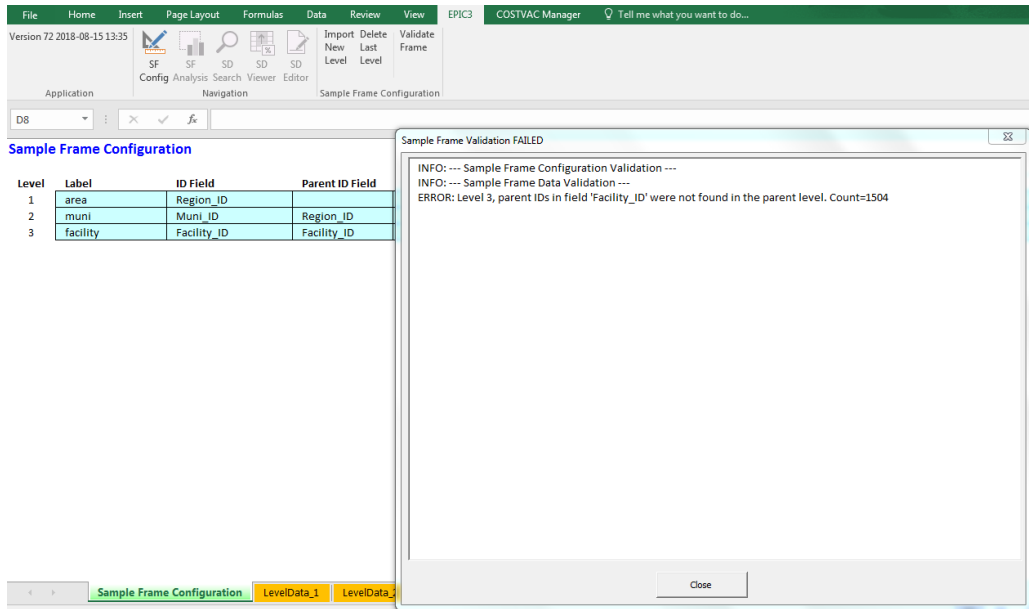 File Home Insert Page Layout Formulas Data Review View EPIC3 COSTVAC Manager Tell me what you want to do...
Version 72 2018-08-15 13:35
SF Config
SF Analysis
SD Search
SD Viewer
SD Editor
Import New Level
Delete Last Level
Validate Frame
Application Navigation Sample Frame Configuration
D8 fx
Sample Frame Configuration
Level Label ID Field Parent ID Field
1 area Region_ID
2 muni Muni_ID Region_ID
3 facility Facility_ID Facility_ID
Sample Frame Validation FAILED
INFO: --- Sample Frame Configuration Validation ---
INFO: --- Sample Frame Data Validation ---
ERROR: Level 3, parent IDs in field 'Facility_ID' were not found in the parent level. Count=1504
Close
Sample Frame Configuration LevelData_1 LevelData_2